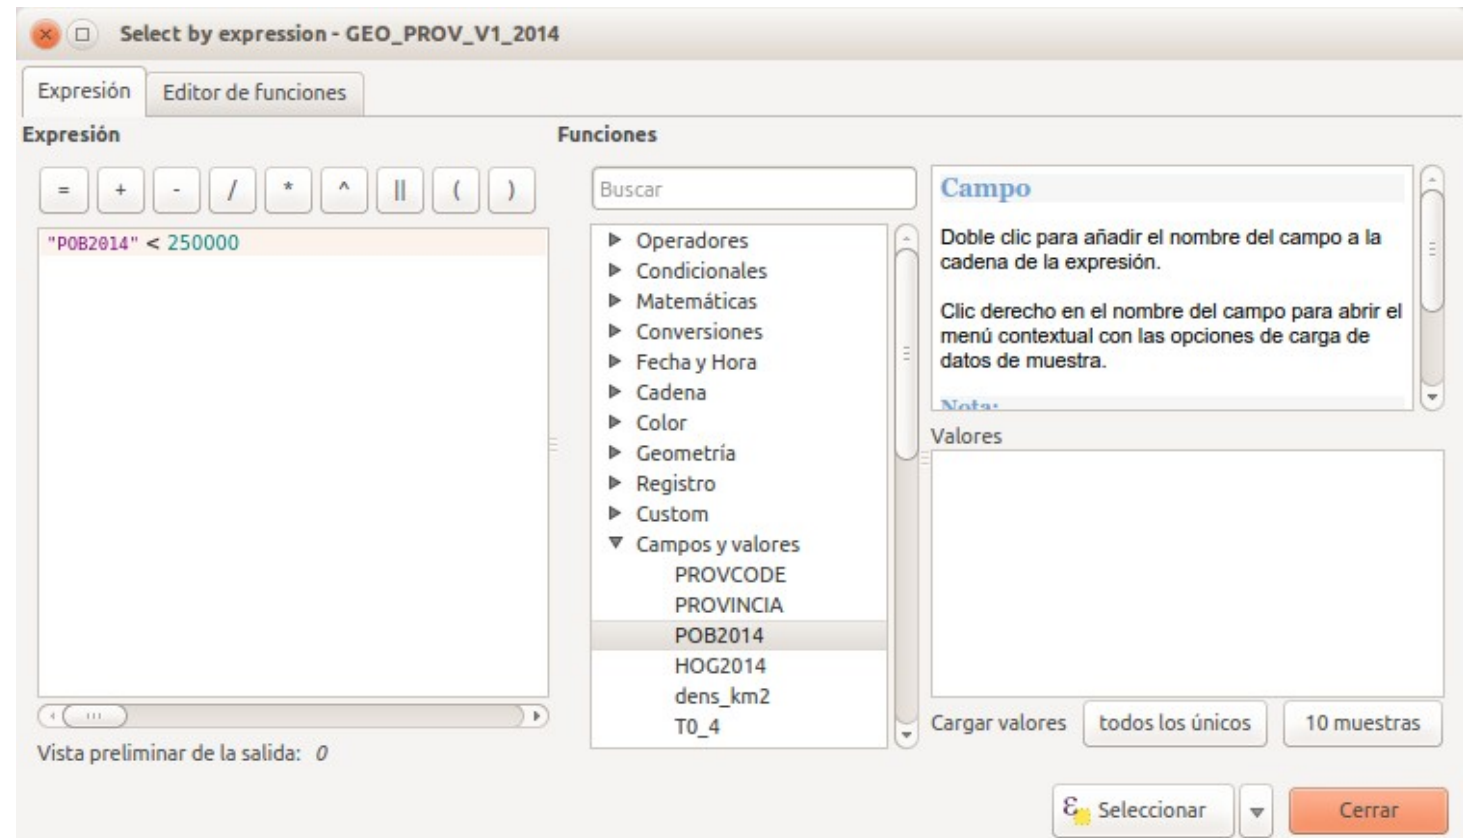 Select by expression - GEO_PROV_V1_2014
Expresión
Editor de funciones
Expresión
= + - / * ^ || ( )
"POB2014" < 250000
Vista preliminar de la salida: 0
Funciones
Buscar
Operadores
Condicionales
Matemáticas
Conversiones
Fecha y Hora
Cadena
Color
Geometría
Registro
Custom
Campos y valores
PROVCODE
PROVINCIA
POB2014
HOG2014
dens_km2
T0_4
Campo
Doble clic para añadir el nombre del campo a la
cadena de la expresión.
Clic derecho en el nombre del campo para abrir el
menú contextual con las opciones de carga de
datos de muestra.
Nota:
Valores
Cargar valores
todos los únicos
10 muestras
Seleccionar
Cerrar